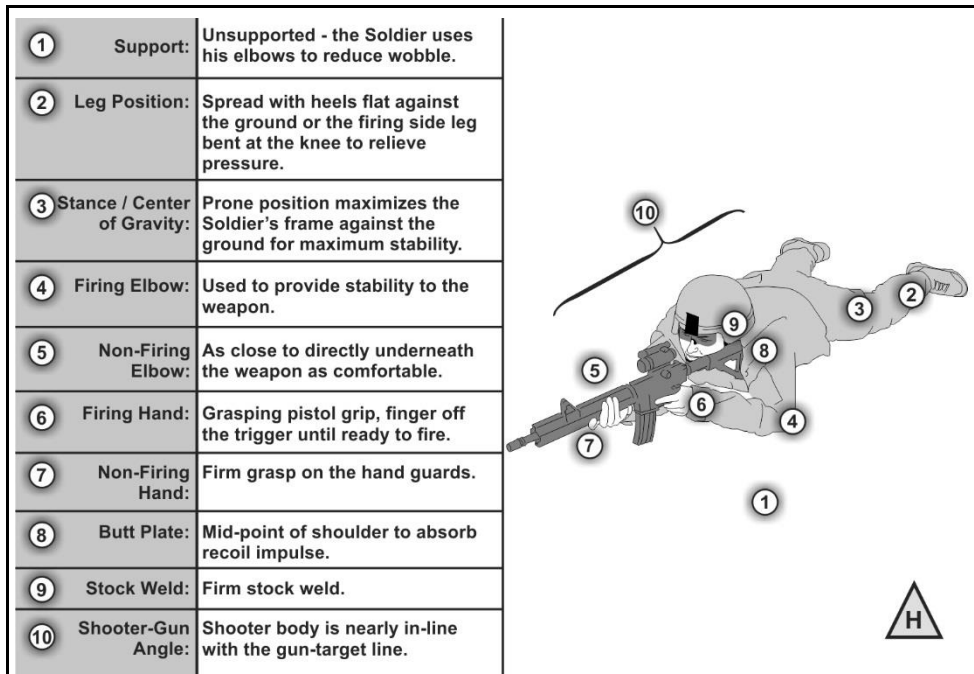 1 Support: Unsupported - the Soldier uses
his elbows to reduce wobble.
2 Leg Position: Spread with heels flat against
the ground or the firing side leg
bent at the knee to relieve
pressure.
3 Stance / Center Prone position maximizes the
of Gravity: Soldier's frame against the
ground for maximum stability.
4 Firing Elbow: Used to provide stability to the
weapon.
5 Non-Firing As close to directly underneath
Elbow: the weapon as comfortable.
6 Firing Hand: Grasping pistol grip, finger off
the trigger until ready to fire.
7 Non-Firing Firm grasp on the hand guards.
Hand:
8 Butt Plate: Mid-point of shoulder to absorb
recoil impulse.
9 Stock Weld: Firm stock weld.
10 Shooter-Gun Shooter body is nearly in-line
Angle: with the gun-target line.
10
2
3
9
8
5
6
4
7
1
H